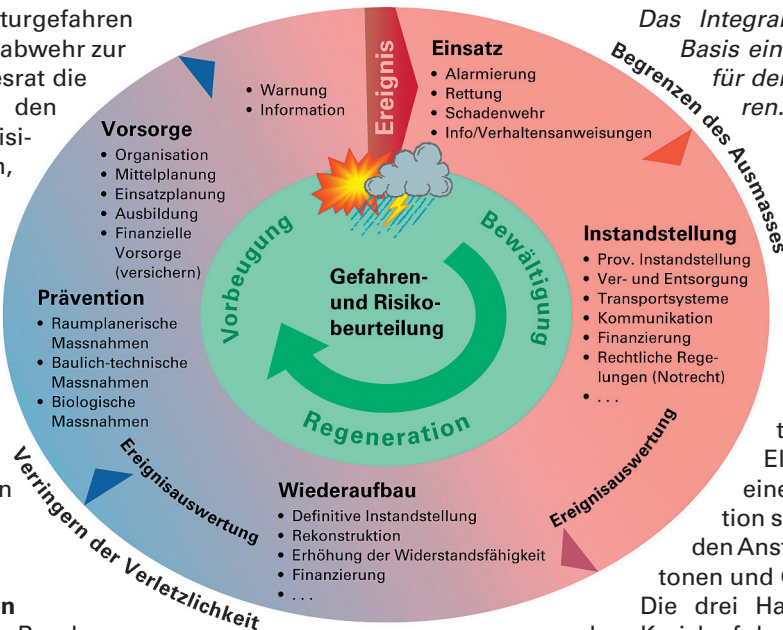 turgefahren
abwehr zur
esrat die
den
isi-
n,
Das Integral
Basis ein
für de
ren.
Ereignis
Einsatz
• Alarmierung
• Rettung
• Schadenwehr
• Info/Verhaltensanweisungen
• Warnung
• Information
Begrenzen des Ausmasses
Vorsorge
• Organisation
• Mittelplanung
• Einsatzplanung
• Ausbildung
• Finanzielle
Vorsorge
(versichern)
Vorbeugung
Bewältigung
Regeneration
Gefahren-
und Risiko-
beurteilung
Instandstellung
• Prov. Instandstellung
• Ver- und Entsorgung
• Transportsysteme
• Kommunikation
• Finanzierung
• Rechtliche Rege-
lungen (Notrecht)
• . . .
Prävention
• Raumplanerische
Massnahmen
• Baulich-technische
Massnahmen
• Biologische
Massnahmen
Ereignisauswertung
Ereignisauswertung
Verringern der Verletzlichkeit
Wiederaufbau
• Definitive Instandstellung
• Rekonstruktion
• Erhöhung der Widerstandsfähigkeit
• Finanzierung
• . . .
n
n
t
El
eine
tion s
den Anst
tonen und
Die drei Ha